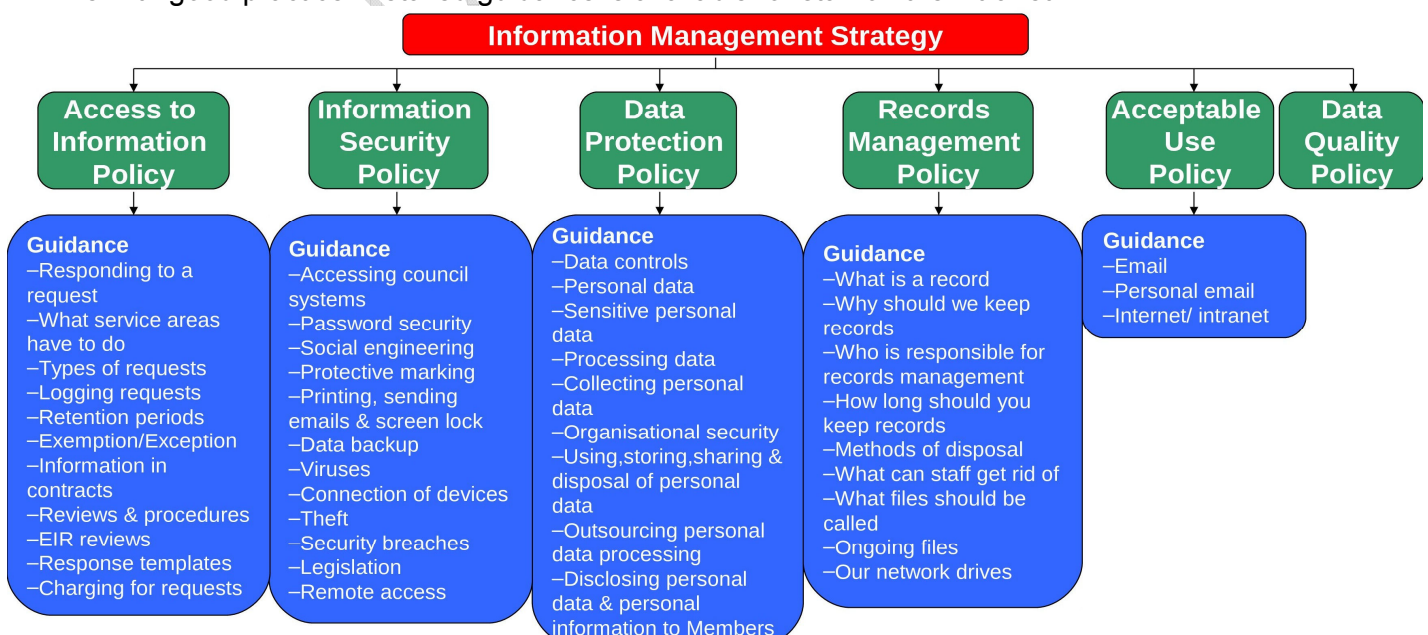 Information Management Strategy
Access to
Information
Policy
Information
Security
Policy
Data
Protection
Policy
Records
Management
Policy
Acceptable
Use
Policy
Data
Quality
Policy
Guidance
–Responding to a
request
–What service areas
have to do
–Types of requests
–Logging requests
–Retention periods
–Exemption/Exception
–Information in
contracts
–Reviews & procedures
–EIR reviews
–Response templates
–Charging for requests
Guidance
–Accessing council
systems
–Password security
–Social engineering
–Protective marking
–Printing, sending
emails & screen lock
–Data backup
–Viruses
–Connection of devices
–Theft
–Security breaches
–Legislation
–Remote access
Guidance
–Data controls
–Personal data
–Sensitive personal
data
–Processing data
–Collecting personal
data
–Organisational security
–Using,storing,sharing &
disposal of personal
data
–Outsourcing personal
data processing
–Disclosing personal
data & personal
information to Members
Guidance
–What is a record
–Why should we keep
records
–Who is responsible for
records management
–How long should you
keep records
–Methods of disposal
–What can staff get rid of
–What files should be
called
–Ongoing files
–Our network drives
Guidance
–Email
–Personal email
–Internet/ intranet